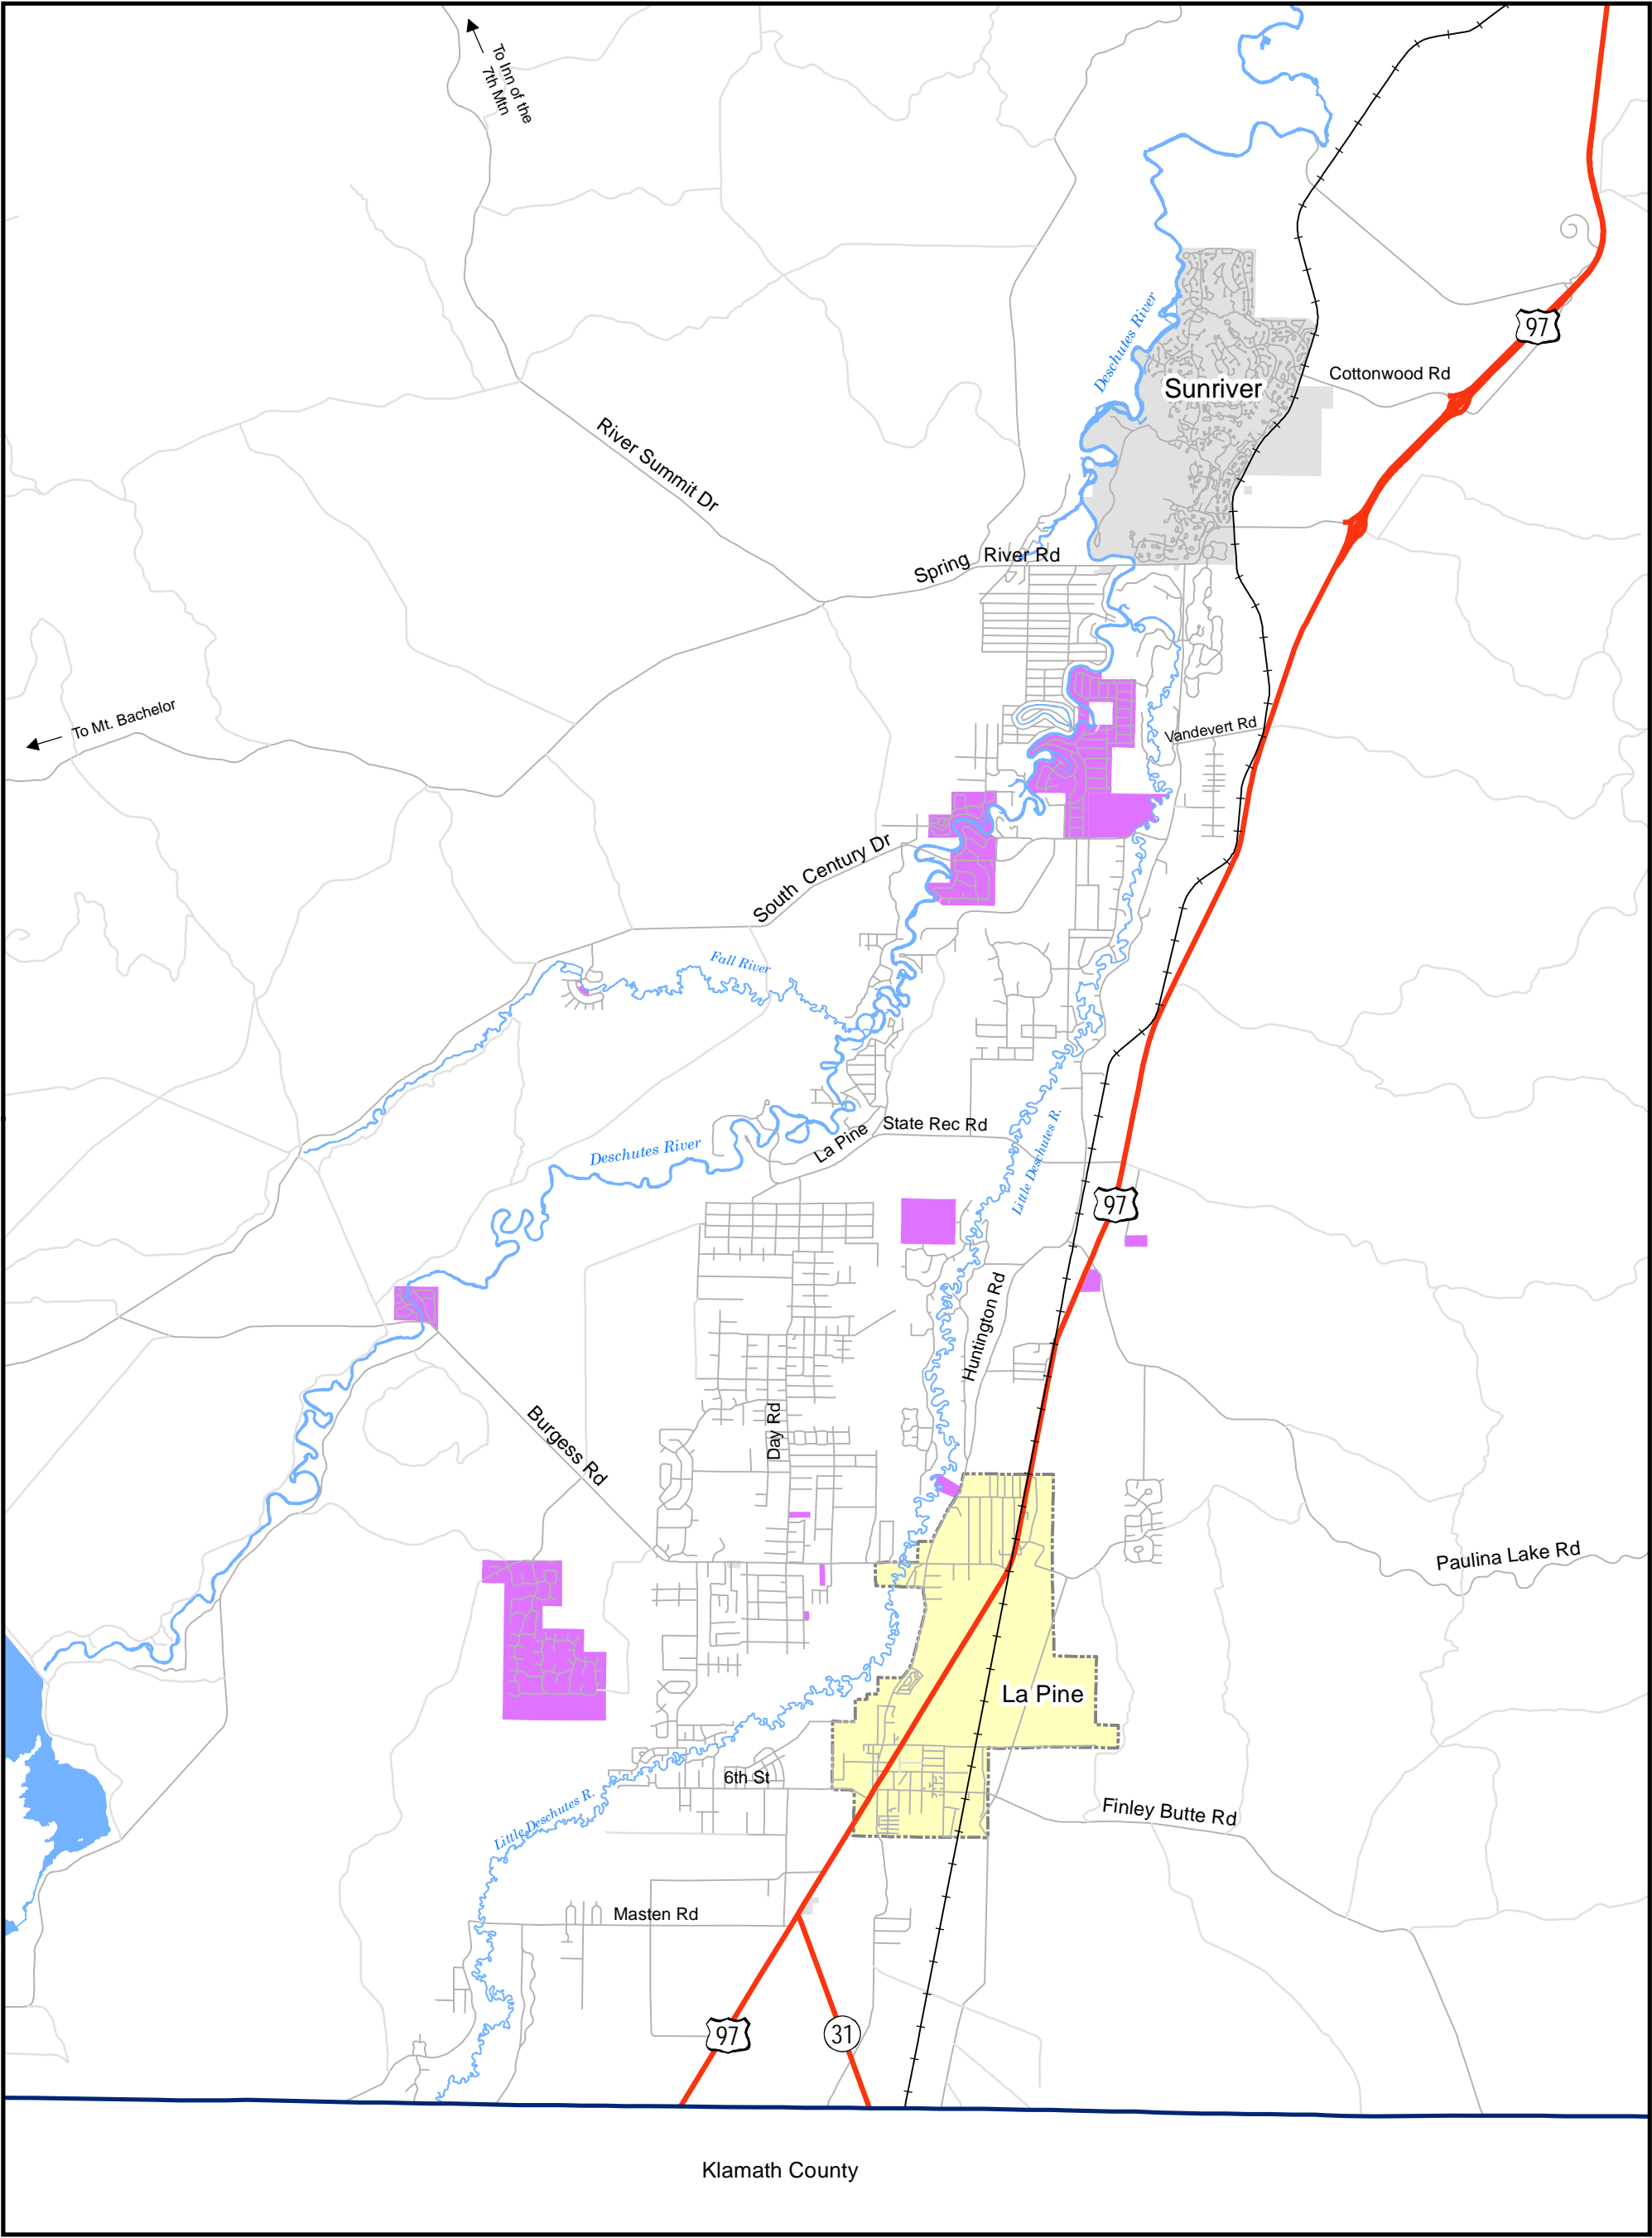 To Inn of the
7th Mtn
97
Deschutes River
Cottonwood Rd
Sunriver
River Summit Dr
Spring River Rd
To Mt. Bachelor
Vandevert Rd
South Century Dr
Fall River
State Rec Rd
La Pine
Deschutes River
Little Deschutes R.
97
Huntington Rd
Burgess Rd
Day Rd
Paulina Lake Rd
La Pine
6th St
Finley Butte Rd
Little Deschutes R.
Masten Rd
97
31
Klamath County